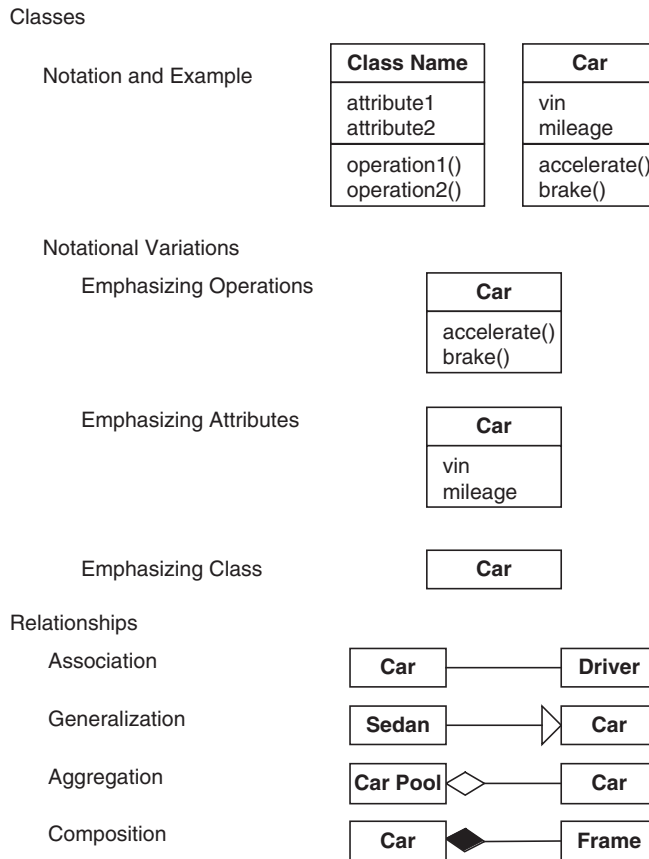 Classes
Notation and Example
Class Name
attribute1
attribute2
operation1()
operation2()
Car
vin
mileage
accelerate()
brake()
Notational Variations
Emphasizing Operations
Car
accelerate()
brake()
Emphasizing Attributes
Car
vin
mileage
Emphasizing Class
Car
Relationships
Association
Car
Driver
Generalization
Sedan
Car
Aggregation
Car Pool
Car
Composition
Car
Frame